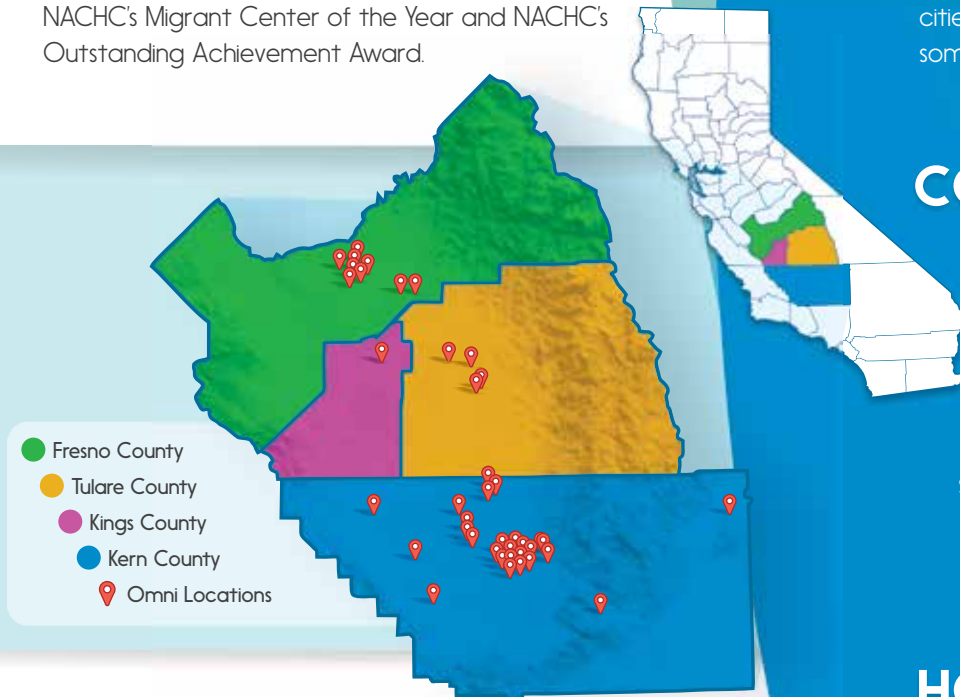 NACHC's Migrant Center of the Year and NACHC's
Outstanding Achievement Award.
Fresno County
Tulare County
Kings County
Kern County
Omni Locations